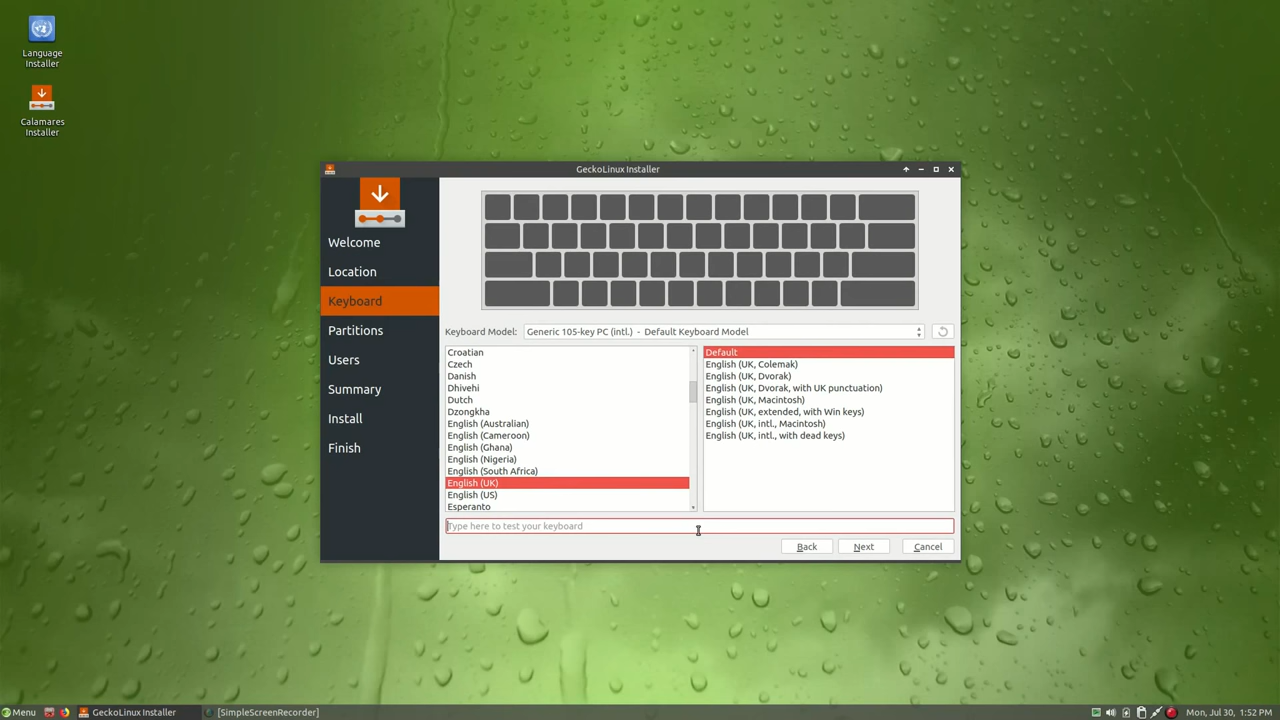 Language
Installer
Calamares
Installer
GeckoLinux Installer
Welcome
Location
Keyboard
Partitions
Users
Summary
Install
Finish
Keyboard Model:
Generic 105-key PC (intl.) - Default Keyboard Model
Croatian
Czech
Danish
Dhivehi
Dutch
Dzongkha
English (Australian)
English (Cameroon)
English (Ghana)
English (Nigeria)
English (South Africa)
English (UK)
English (US)
Esperanto
Default
English (UK, Colemak)
English (UK, Dvorak)
English (UK, Dvorak, with UK punctuation)
English (UK, Macintosh)
English (UK, extended, with Win keys)
English (UK, intl., Macintosh)
English (UK, intl., with dead keys)
Type here to test your keyboard
Back
Next
Cancel
Menu
GeckoLinux Installer
[SimpleScreenRecorder]
Mon, Jul 30, 1:52 PM